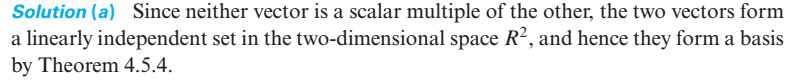 Solution (a) Since neither vector is a scalar multiple of the other, the two vectors form
a linearly independent set in the two-dimensional space R², and hence they form a basis
by Theorem 4.5.4.